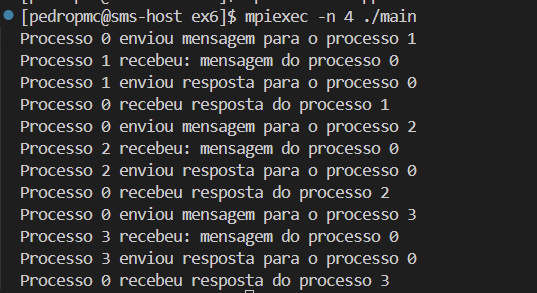 [pedropmc@sms-host ex6]$ mpiexec -n 4 ./main
Processo 0 enviou mensagem para o processo 1
Processo 1 recebeu: mensagem do processo 0
Processo 1 enviou resposta para o processo 0
Processo 0 recebeu resposta do processo 1
Processo 0 enviou mensagem para o processo 2
Processo 2 recebeu: mensagem do processo 0
Processo 2 enviou resposta para o processo 0
Processo 0 recebeu resposta do processo 2
Processo 0 enviou mensagem para o processo 3
Processo 3 recebeu: mensagem do processo 0
Processo 3 enviou resposta para o processo 0
Processo 0 recebeu resposta do processo 3